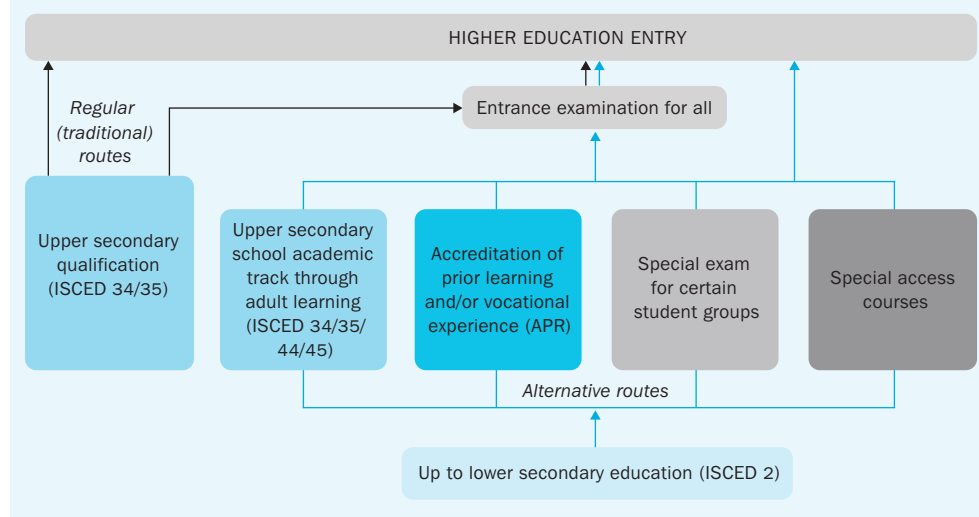 HIGHER EDUCATION ENTRY
Regular
(traditional)
routes
Entrance examination for all
Upper secondary
qualification
(ISCED 34/35)
Upper secondary
school academic
track through
adult learning
(ISCED 34/35/
44/45)
Accreditation of
prior learning
and/or vocational
experience (APR)
Special exam
for certain
student groups
Special access
courses
Alternative routes
Up to lower secondary education (ISCED 2)